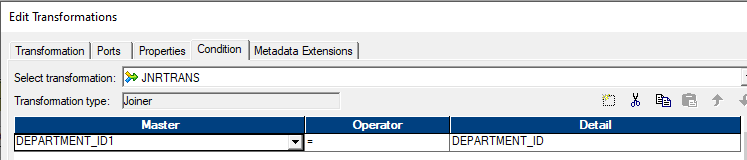 Edit Transformations
Transformation Ports Properties Condition Metadata Extensions
Select transformation: JNRTRANS
Transformation type: Joiner
Master Operator Detail
DEPARTMENT_ID1 = DEPARTMENT_ID